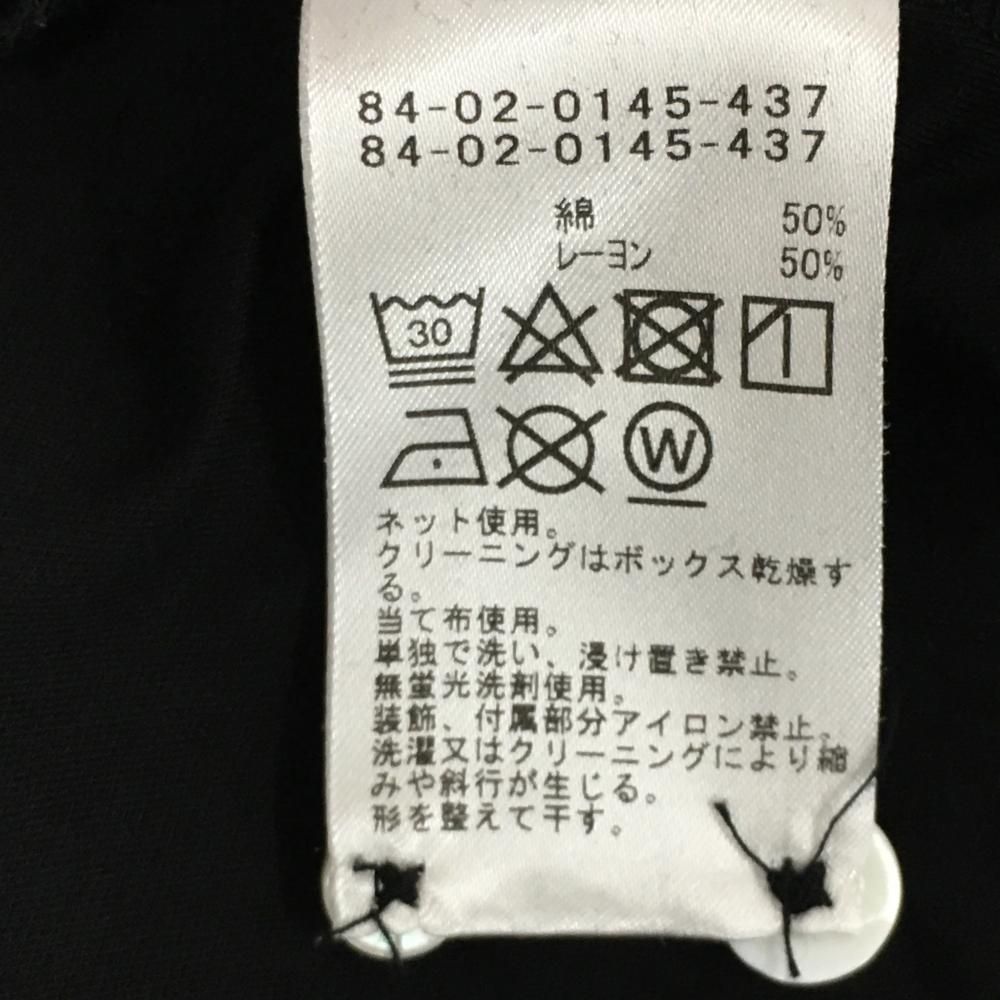 84-02-0145-437
84-02-0145-437
綿 50%
レーヨン 50%
30
W
ネット使用。
クリーニングはボックス乾燥す
る。
当て布使用。
単独で洗い、浸け置き禁止。
無蛍光洗剤使用。
装飾、付属部分アイロン禁止。
洗濯又はクリーニングにより縮
みや斜行が生じる。
形を整えて干す。